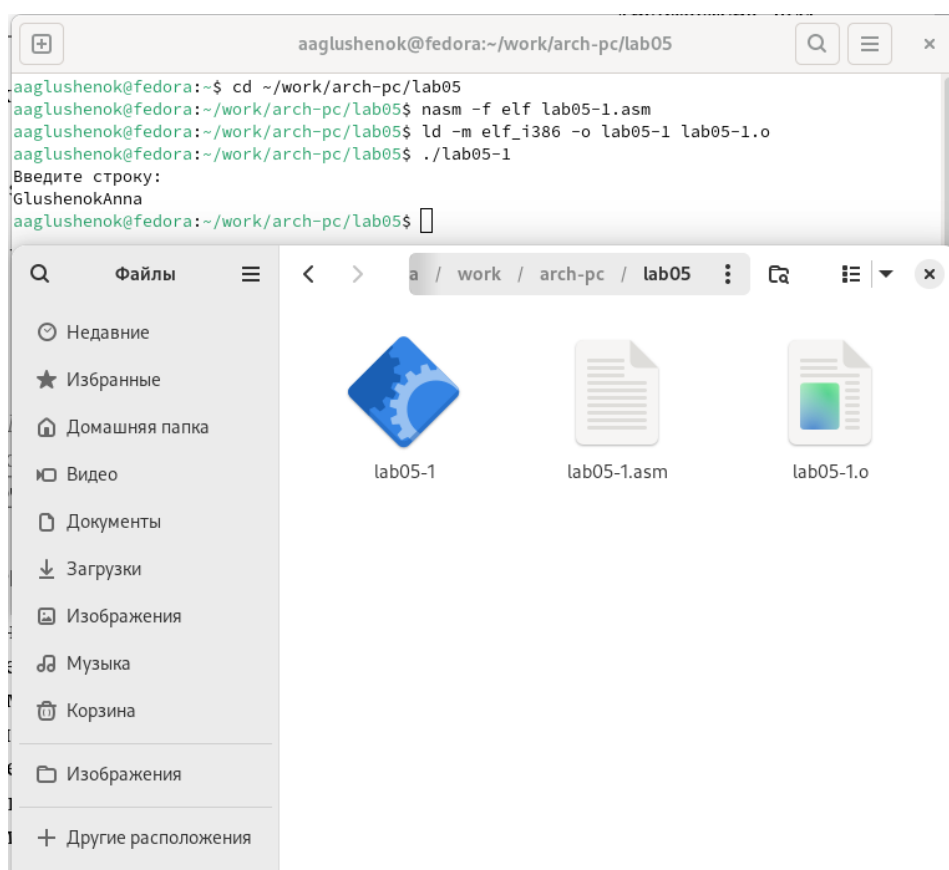 aaglushenok@fedora:~/work/arch-pc/lab05
aaglushenok@fedora:~$ cd ~/work/arch-pc/lab05
aaglushenok@fedora:~/work/arch-pc/lab05$ nasm -f elf lab05-1.asm
aaglushenok@fedora:~/work/arch-pc/lab05$ ld -m elf_i386 -o lab05-1 lab05-1.o
aaglushenok@fedora:~/work/arch-pc/lab05$ ./lab05-1
Введите строку:
GlushenokAnna
aaglushenok@fedora:~/work/arch-pc/lab05$
Файлы
a / work / arch-pc / lab05
Недавние
Избранные
Домашняя папка
Видео
Документы
Загрузки
Изображения
Музыка
Корзина
Изображения
Другие расположения
lab05-1
lab05-1.asm
lab05-1.o